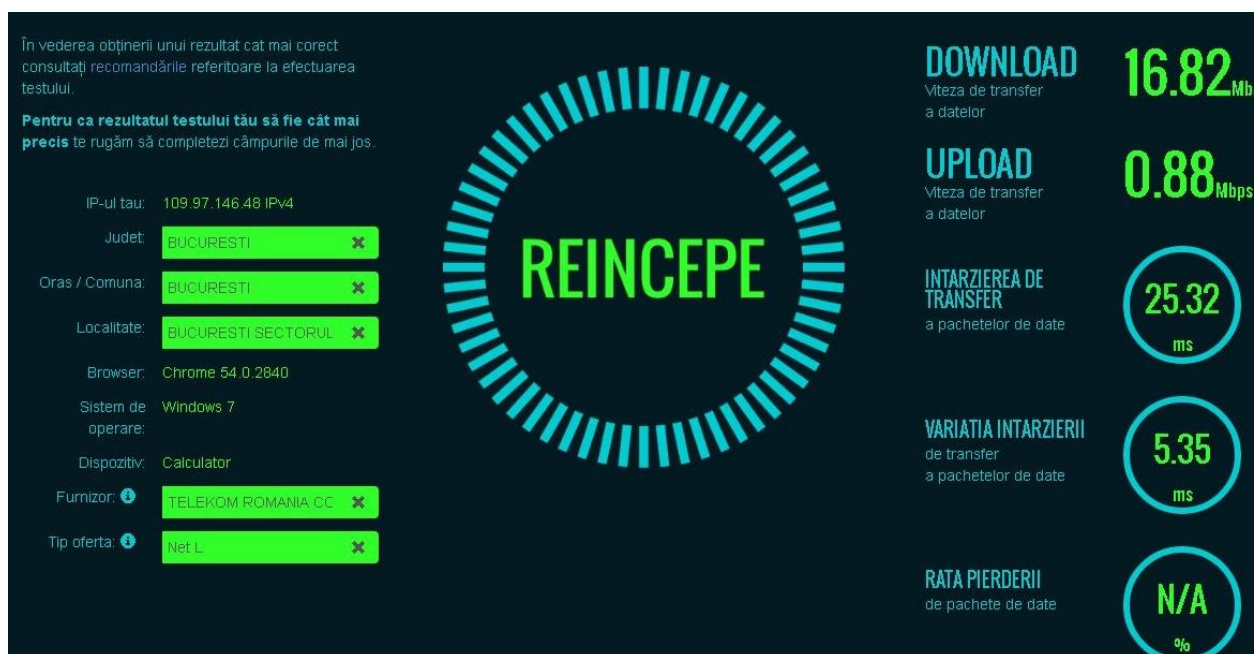 În vederea obținerii unui rezultat cat mai corect
consultați recomandările referitoare la efectuarea
testului.
Pentru ca rezultatul testului tău să fie cât mai
precis te rugăm să completezi câmpurile de mai jos.
IP-ul tau: 109.97.146.48 IPv4
Judet: BUCURESTI
Oras / Comuna: BUCURESTI
Localitate: BUCURESTI SECTORUL
Browser: Chrome 54.0.2840
Sistem de Windows 7
operare:
Dispozitiv: Calculator
Furnizor: TELEKOM ROMANIA CC
Tip oferta: Net L
REINCEPE
DOWNLOAD 16.82 Mb
Viteza de transfer
a datelor
UPLOAD 0.88 Mbps
Viteza de transfer
a datelor
INTARZIEREA DE
TRANSFER
a pachetelor de date
25.32
ms
VARIATIA INTARZIERII
de transfer
a pachetelor de date
5.35
ms
RATA PIERDERII
de pachete de date
N/A
%